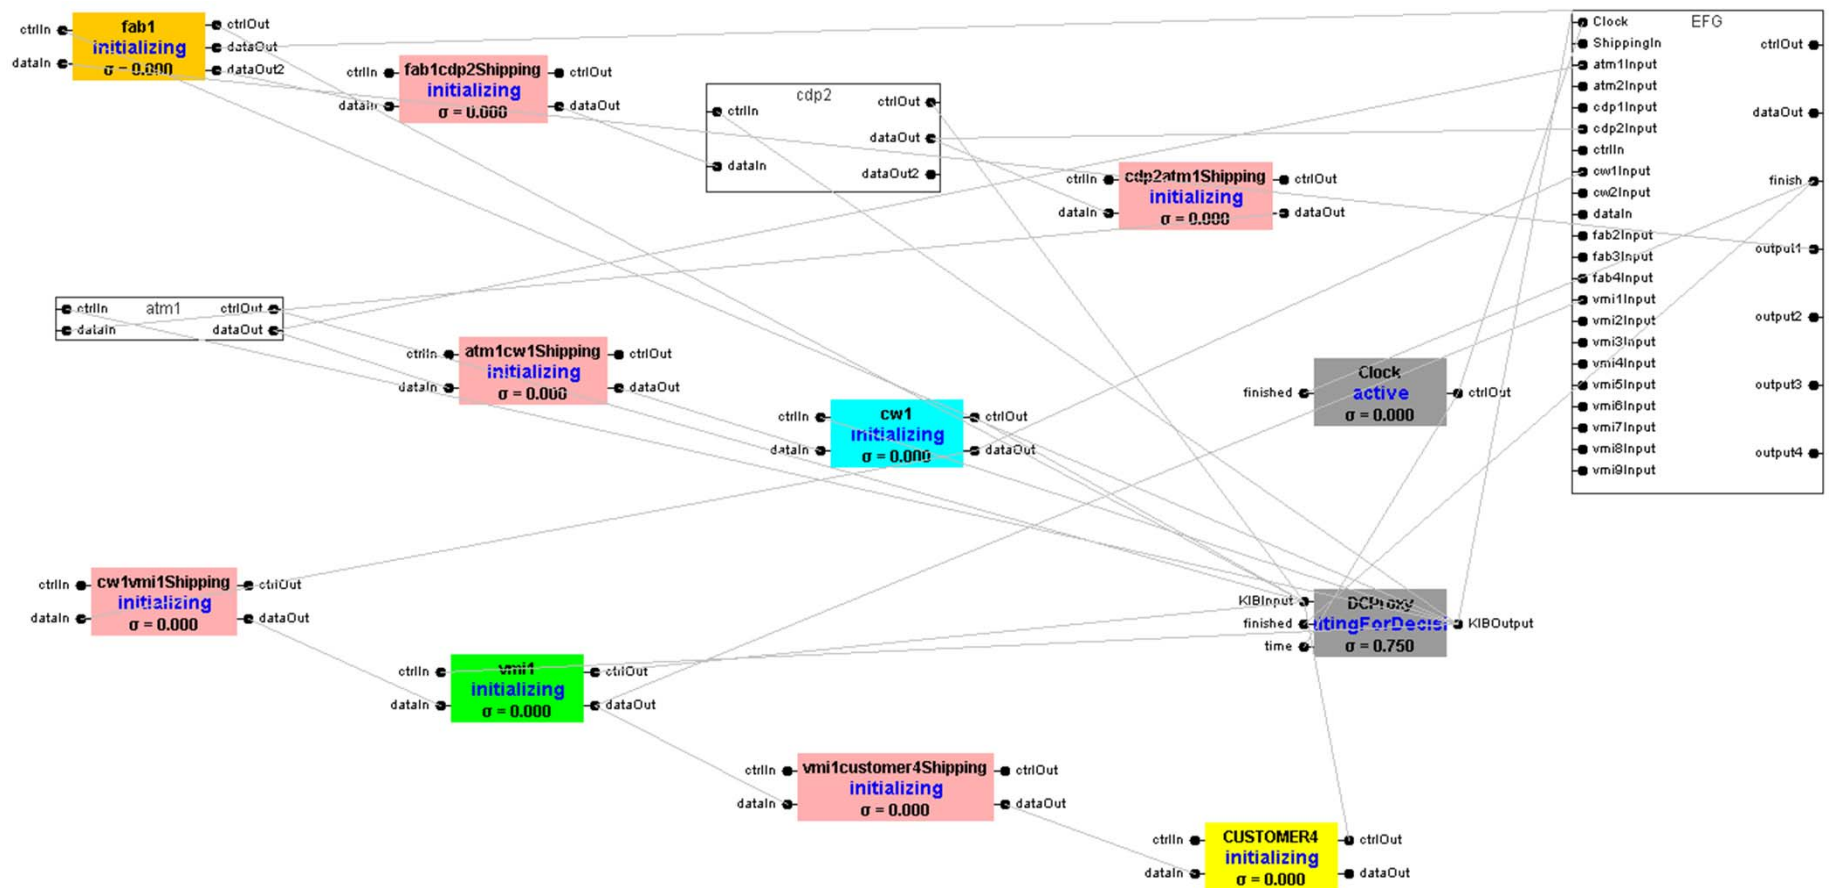 fab1
initializing
σ = 0.000
ctrlIn
dataIn
ctrlOut
dataOut
dataOut2
fab1cdp2Shipping
initializing
σ = 0.000
ctrlIn
dataIn
ctrlOut
dataOut
cdp2
ctrlIn
dataIn
ctrlOut
dataOut
dataOut2
cdp2atm1Shipping
initializing
σ = 0.000
ctrlIn
dataIn
ctrlOut
dataOut
EFG
Clock
ShippingIn
atm1Input
atm2Input
cdp1Input
cdp2Input
ctrlIn
cw1Input
cw2Input
dataIn
fab2Input
fab3Input
fab4Input
vmi1Input
vmi2Input
vmi3Input
vmi4Input
vmi5Input
vmi6Input
vmi7Input
vmi8Input
vmi9Input
ctrlOut
dataOut
finish
output1
output2
output3
output4
atm1
ctrlIn
dataIn
ctrlOut
dataOut
atm1cw1Shipping
initializing
σ = 0.000
ctrlIn
dataIn
ctrlOut
dataOut
Clock
active
σ = 0.000
finished
ctrlOut
cw1
initializing
σ = 0.000
ctrlIn
dataIn
ctrlOut
dataOut
cw1vmi1Shipping
initializing
σ = 0.000
ctrlIn
dataIn
ctrlOut
dataOut
DCProxy
itingForDecisi
σ = 0.750
KIBInput
finished
time
KIBOutput
vmi1
initializing
σ = 0.000
ctrlIn
dataIn
ctrlOut
dataOut
vmi1customer4Shipping
initializing
σ = 0.000
ctrlIn
dataIn
ctrlOut
dataOut
CUSTOMER4
initializing
σ = 0.000
ctrlIn
dataIn
ctrlOut
dataOut